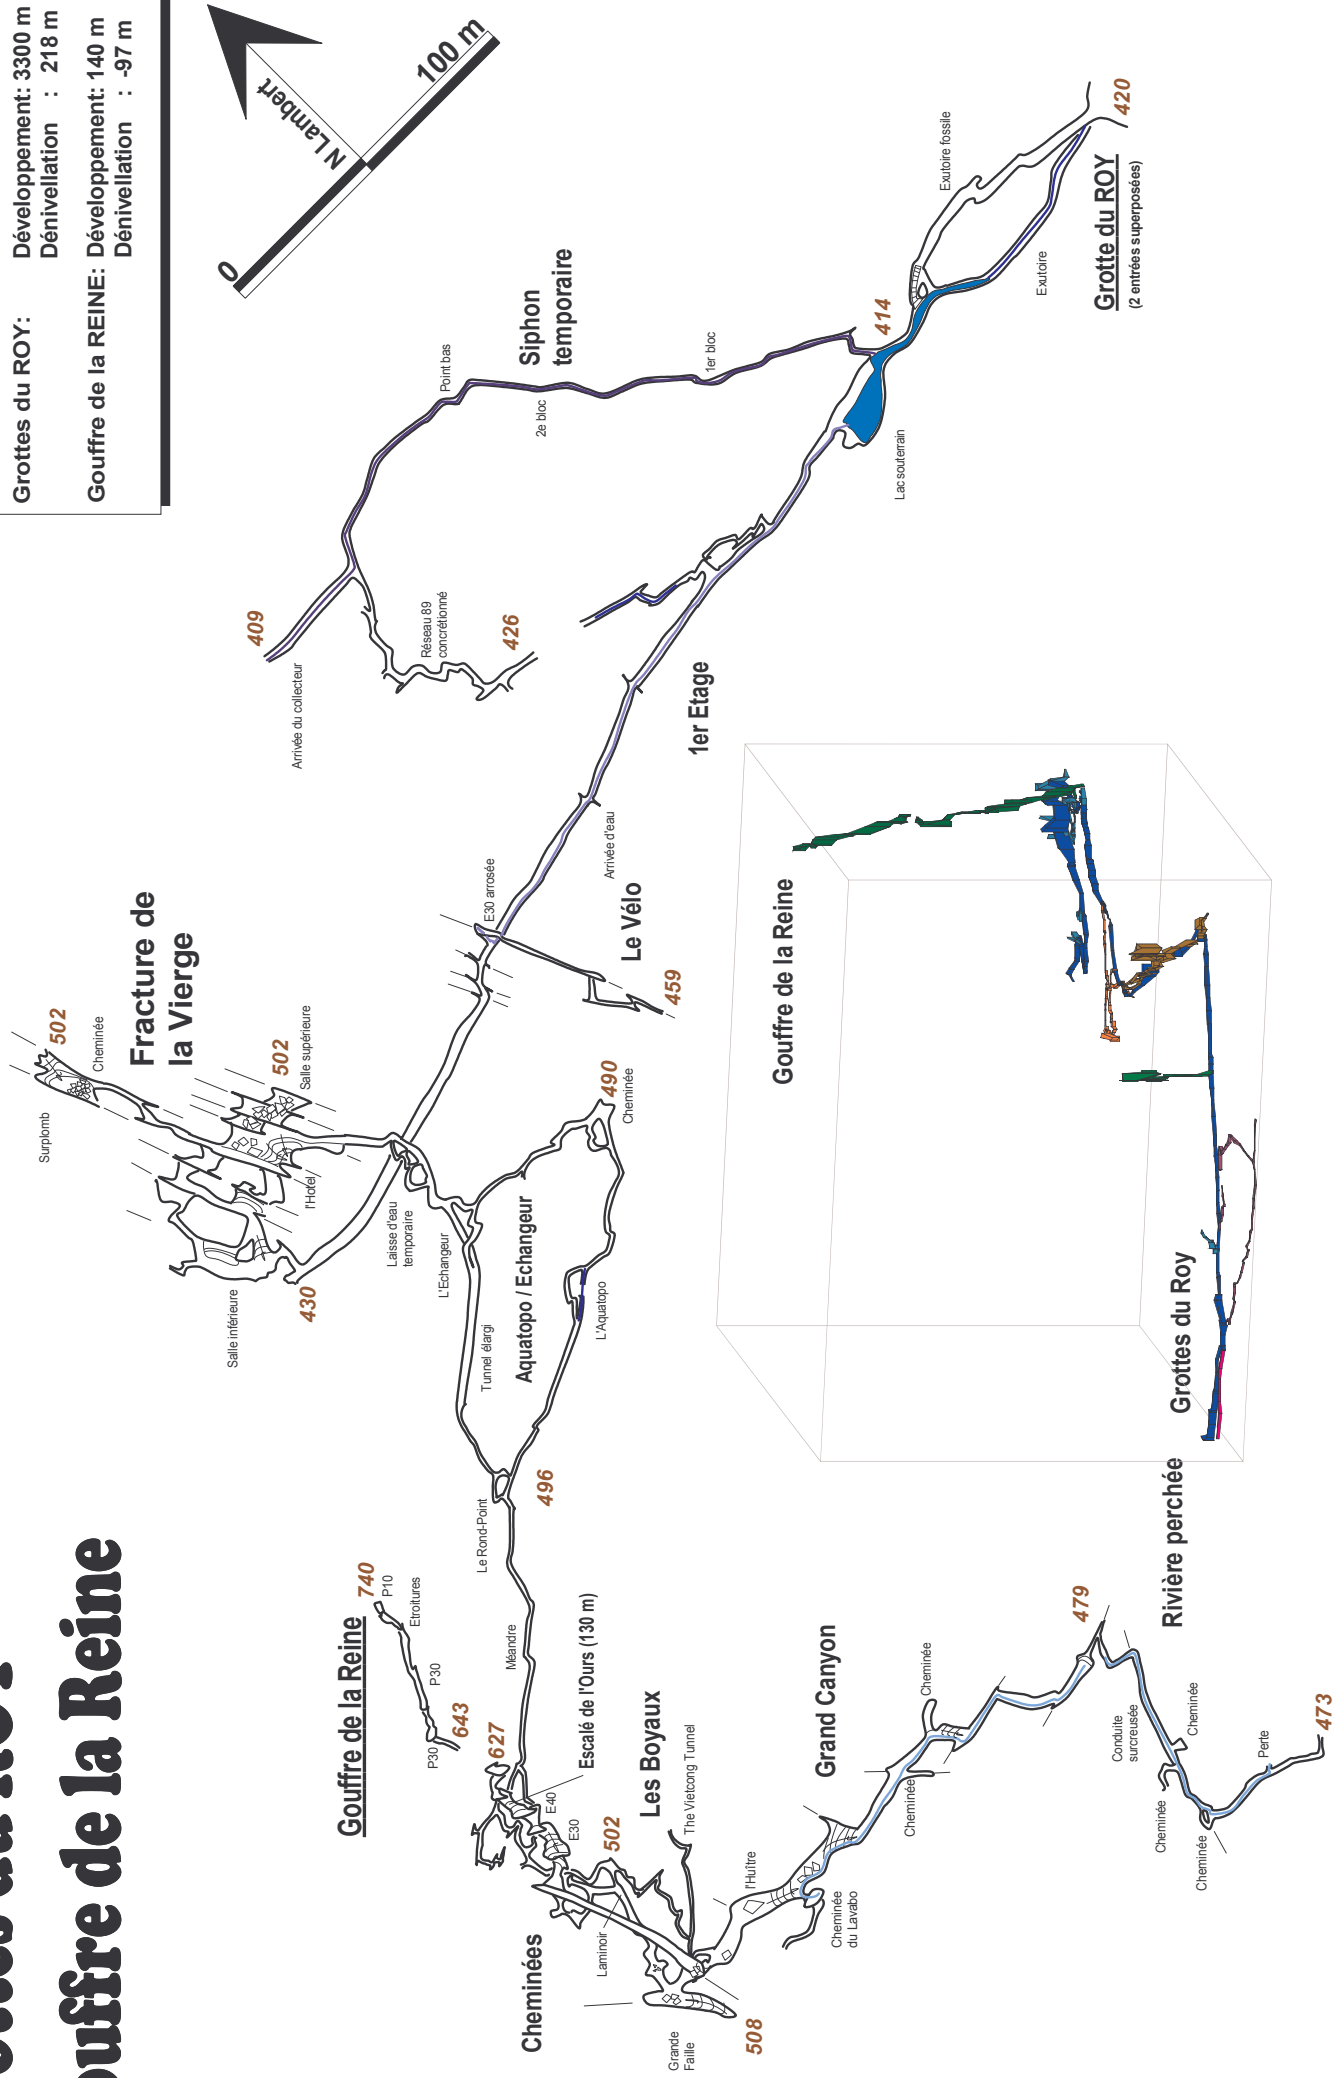 Gouffre de la Reine
Grottes du ROY: Développement: 3300 m
Dénivellation : 218 m
Gouffre de la REINE: Développement: 140 m
Dénivellation : -97 m
N Lambert
0
100 m
Surplomb
502
Cheminée
Fracture de
la Vierge
502
Salle supérieure
l'Hotel
Salle inférieure
430
Laisse d'eau
temporaire
L'Echangeur
Tunnel élargi
Aquatopo / Echangeur
490
Cheminée
L'Aquatopo
496
Le Rond-Point
Méandre
409
Arrivée du collecteur
Réseau 89
concrétionné
426
Point bas
Siphon
temporaire
2e bloc
1er bloc
414
Lac souterrain
Exutoire fossile
Exutoire
420
Grotte du ROY
(2 entrées superposées)
1er Etage
Arrivée d'eau
E30 arrosée
Le Vélo
459
Gouffre de la Reine
740
P10
Etroitures
P30
P30
643
627
Escalé de l'Ours (130 m)
E40
E30
502
Les Boyaux
The Vietcong Tunnel
Cheminées
Laminoir
Grande
Faille
508
l'Huître
Cheminée
du Lavabo
Grand Canyon
Cheminée
Cheminée
479
Rivière perchée
Conduite
surcreusée
Cheminée
Cheminée
Cheminée
Perte
473
Gouffre de la Reine
Grottes du Roy